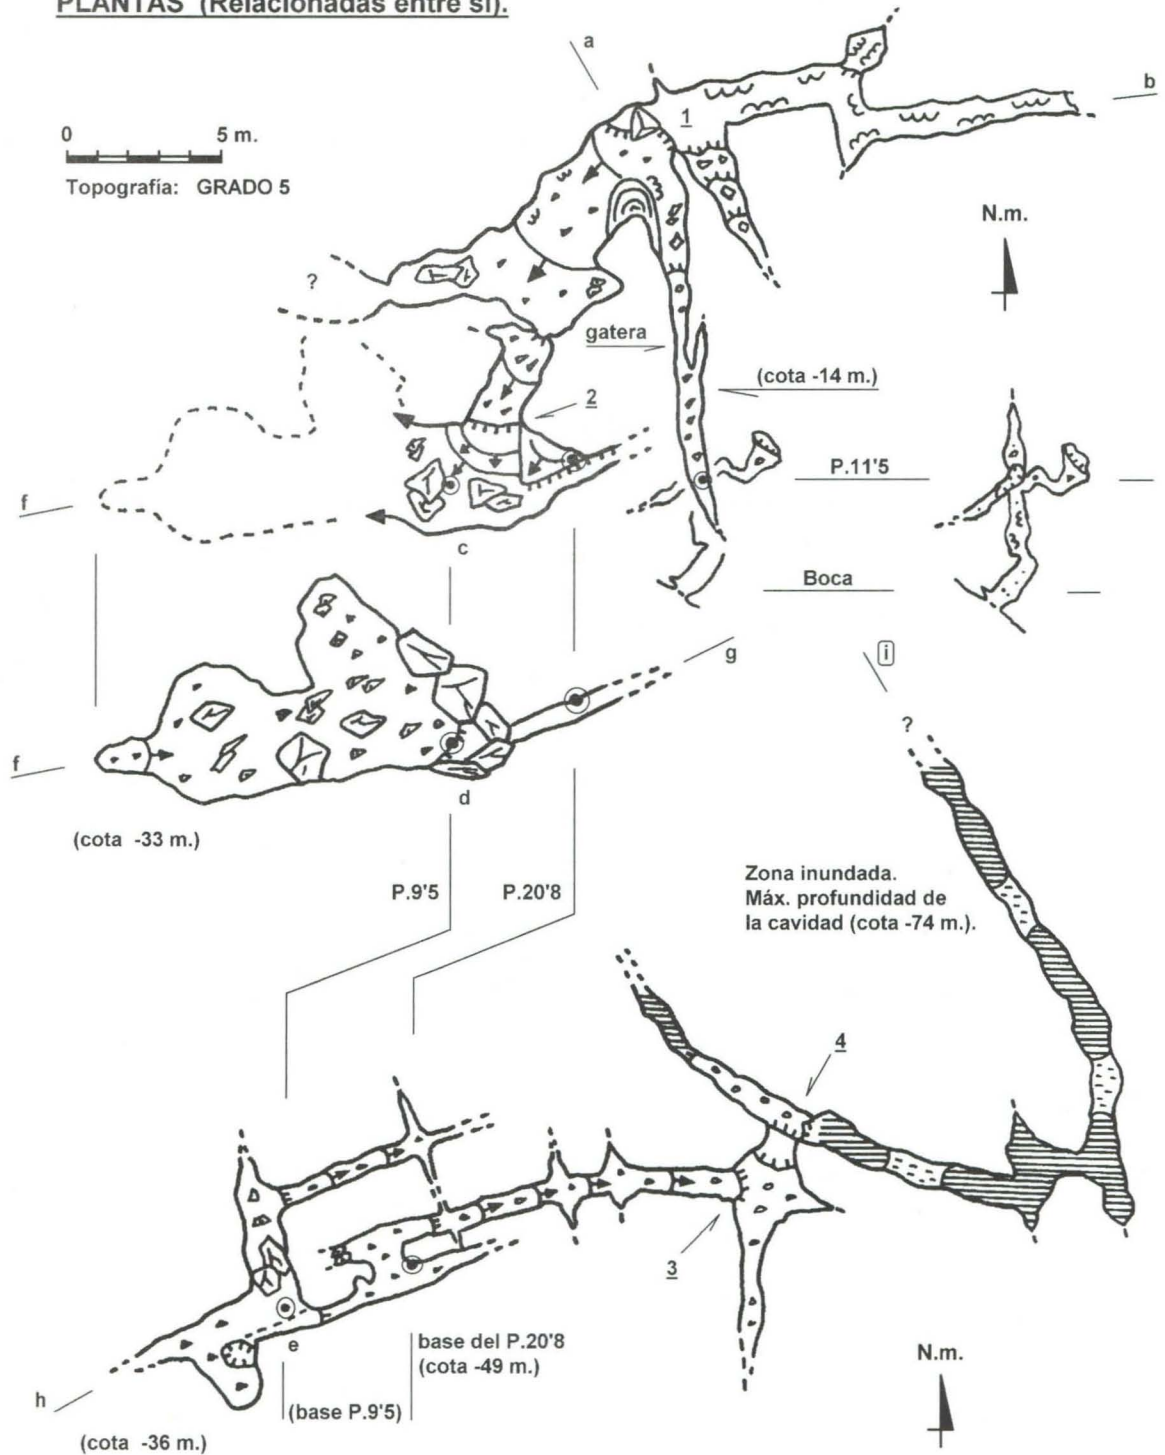 PLANTAS (Relacionadas entre sí).
a
b
0 5 m.
Topografía: GRADO 5
1
N.m.
?
gatera
(cota -14 m.)
2
P.11'5
f
c
Boca
g
i
?
f
d
(cota -33 m.)
P.9'5
P.20'8
Zona inundada.
Máx. profundidad de
la cavidad (cota -74 m.).
4
3
e
base del P.20'8
(cota -49 m.)
N.m.
h
(base P.9'5)
(cota -36 m.)